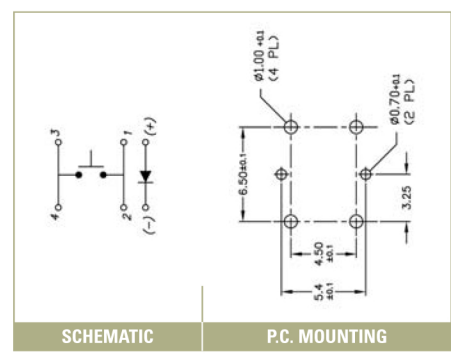 3
1
(+)
4
2
(-)
ø1.00 +0.1
(4 PL)
ø0.70+0.1
(2 PL)
6.50±0.1
3.25
4.50
±0.1
5.4
±0.1
SCHEMATIC
P.C. MOUNTING